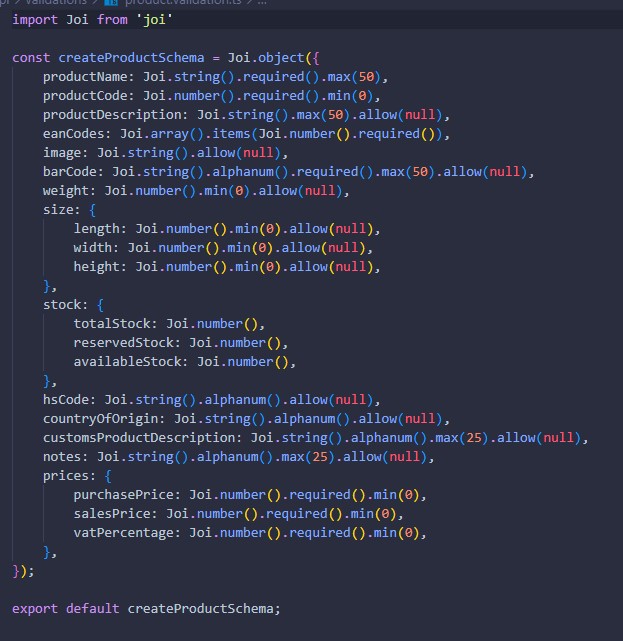 validations > product.validation.ts > ...
import Joi from 'joi'
const createProductSchema = Joi.object({
    productName: Joi.string().required().max(50),
    productCode: Joi.number().required().min(0),
    productDescription: Joi.string().max(50).allow(null),
    eanCodes: Joi.array().items(Joi.number().required()),
    image: Joi.string().allow(null),
    barCode: Joi.string().alphanum().required().max(50).allow(null),
    weight: Joi.number().min(0).allow(null),
    size: {
        length: Joi.number().min(0).allow(null),
        width: Joi.number().min(0).allow(null),
        height: Joi.number().min(0).allow(null),
    },
    stock: {
        totalStock: Joi.number(),
        reservedStock: Joi.number(),
        availableStock: Joi.number(),
    },
    hsCode: Joi.string().alphanum().allow(null),
    countryOfOrigin: Joi.string().alphanum().allow(null),
    customsProductDescription: Joi.string().alphanum().max(25).allow(null),
    notes: Joi.string().alphanum().max(25).allow(null),
    prices: {
        purchasePrice: Joi.number().required().min(0),
        salesPrice: Joi.number().required().min(0),
        vatPercentage: Joi.number().required().min(0),
    },
});
export default createProductSchema;